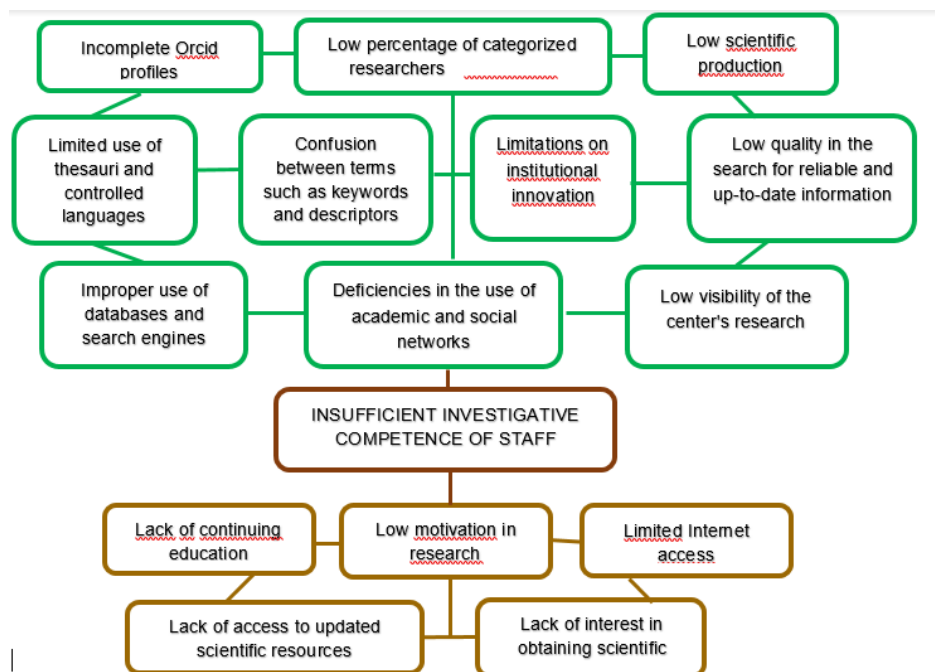 Incomplete Orcid
profiles
Low percentage of categorized
researchers
Low scientific
production
Limited use of
thesauri and
controlled
languages
Confusion
between terms
such as keywords
and descriptors
Limitations on
institutional
innovation
Low quality in the
search for reliable and
up-to-date information
Improper use of
databases and
search engines
Deficiencies in the use of
academic and social
networks
Low visibility of the
center's research
INSUFFICIENT INVESTIGATIVE
COMPETENCE OF STAFF
Lack of continuing
education
Low motivation in
research
Limited Internet
access
Lack of access to updated
scientific resources
Lack of interest in
obtaining scientific